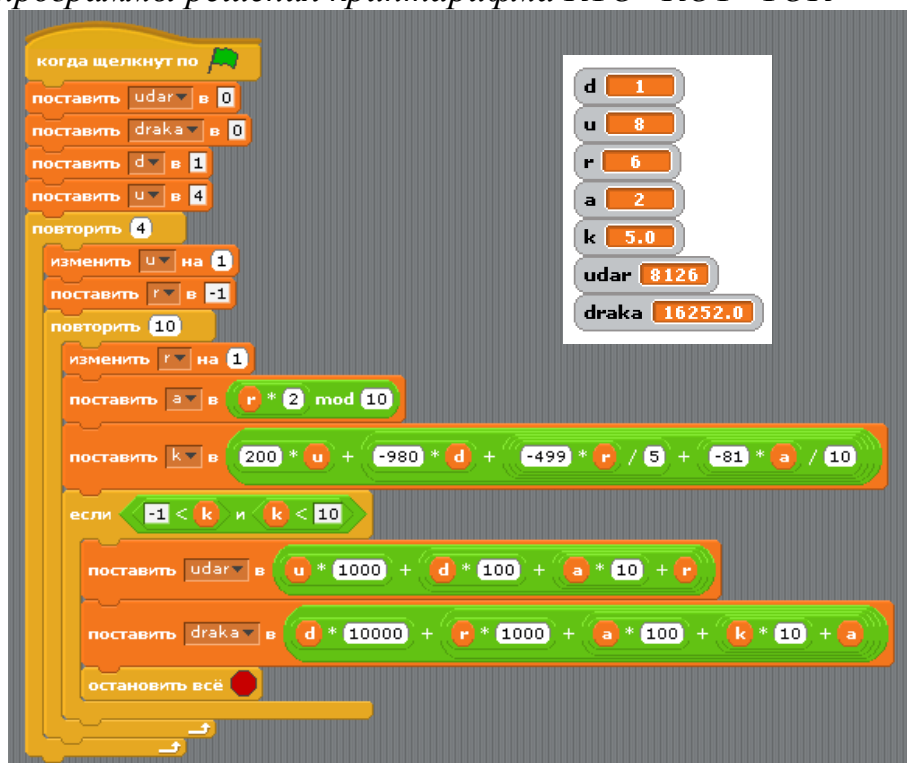 когда щелкнут по
поставить udar в 0
поставить draka в 0
поставить d в 1
поставить u в 4
повторить 4
изменить u на 1
поставить r в -1
повторить 10
изменить r на 1
поставить a в r * 2 mod 10
поставить k в 200 * u + -980 * d + -499 * r / 5 + -81 * a / 10
если -1 < k и k < 10
поставить udar в u * 1000 + d * 100 + a * 10 + r
поставить draka в d * 10000 + r * 1000 + a * 100 + k * 10 + a
остановить всё
d 1
u 8
r 6
a 2
k 5.0
udar 8126
draka 16252.0